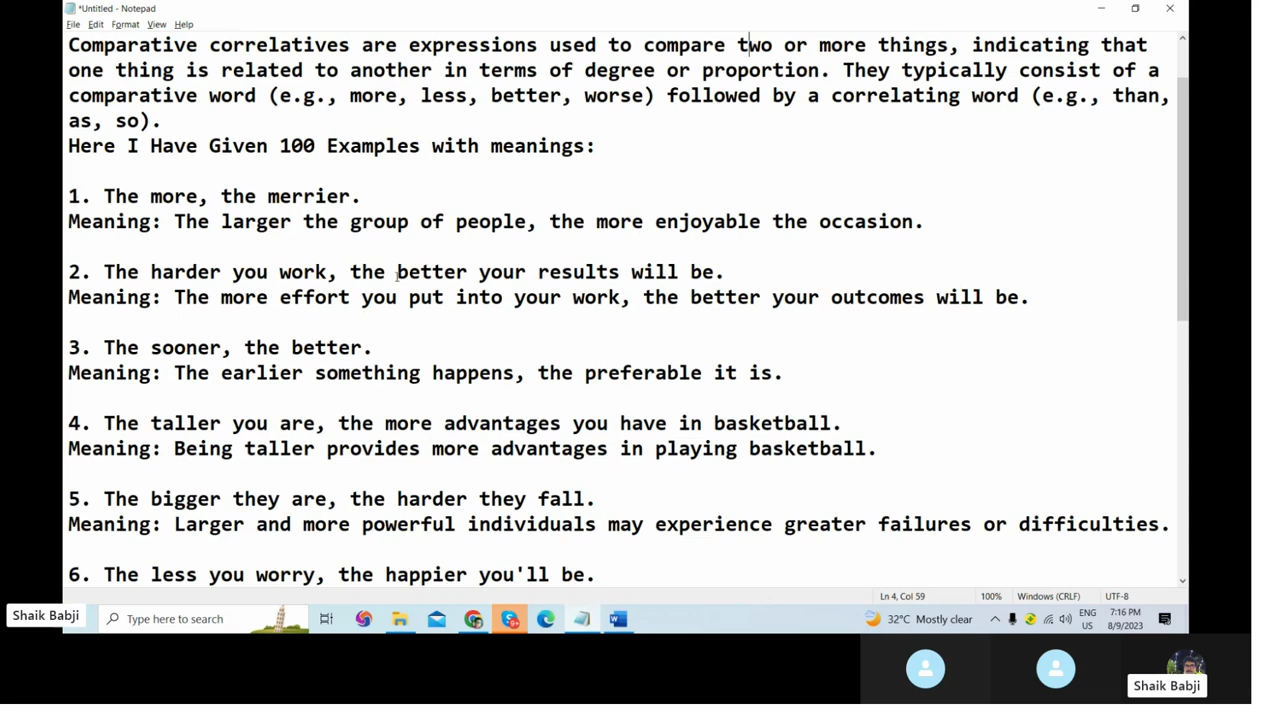 *Untitled - Notepad
File Edit Format View Help
Comparative correlatives are expressions used to compare two or more things, indicating that
one thing is related to another in terms of degree or proportion. They typically consist of a
comparative word (e.g., more, less, better, worse) followed by a correlating word (e.g., than,
as, so).
Here I Have Given 100 Examples with meanings:
1. The more, the merrier.
Meaning: The larger the group of people, the more enjoyable the occasion.
2. The harder you work, the better your results will be.
Meaning: The more effort you put into your work, the better your outcomes will be.
3. The sooner, the better.
Meaning: The earlier something happens, the preferable it is.
4. The taller you are, the more advantages you have in basketball.
Meaning: Being taller provides more advantages in playing basketball.
5. The bigger they are, the harder they fall.
Meaning: Larger and more powerful individuals may experience greater failures or difficulties.
6. The less you worry, the happier you'll be.
Ln 4, Col 59 100% Windows (CRLF) UTF-8
Shaik Babji
Type here to search
32°C Mostly clear
ENG
US
7:16 PM
8/9/2023
Shaik Babji